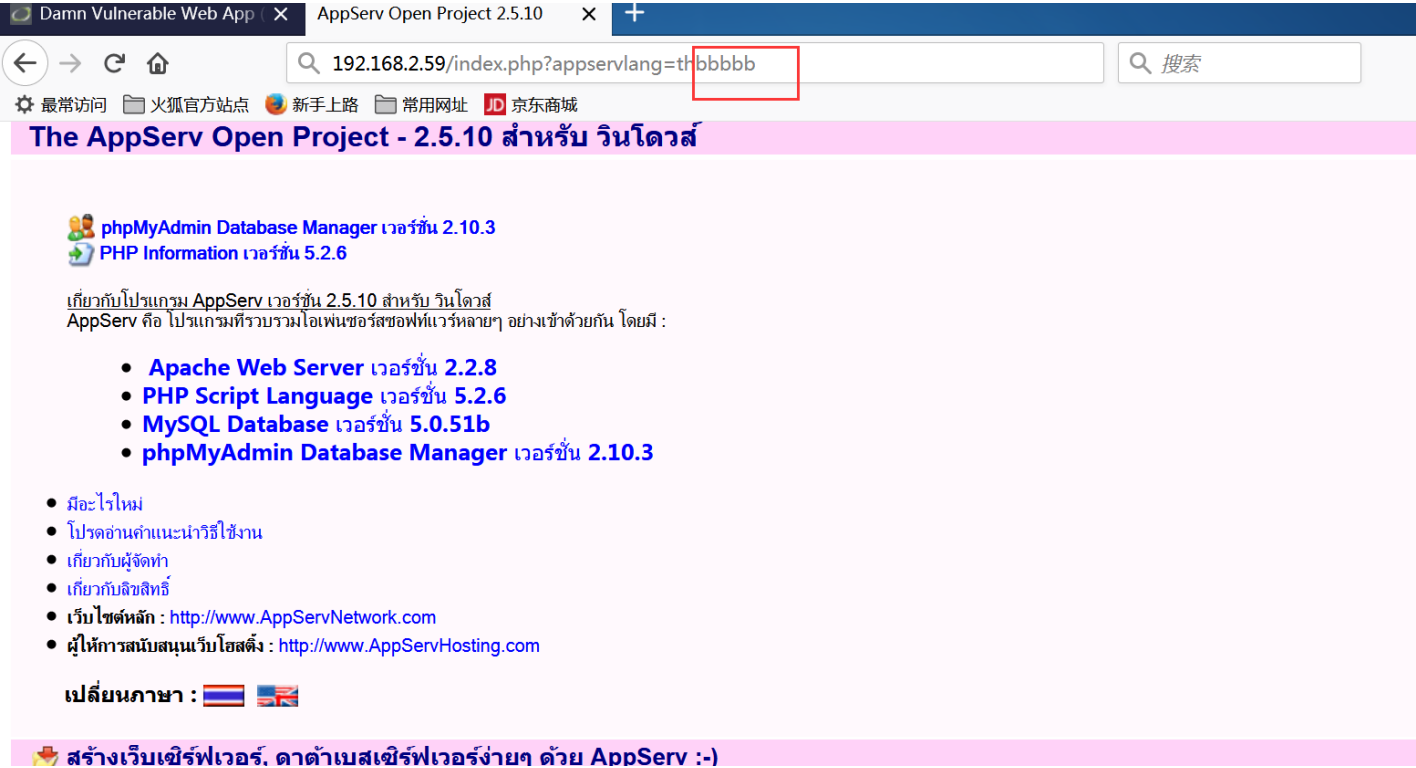 Damn Vulnerable Web App (
AppServ Open Project 2.5.10
192.168.2.59/index.php?appservlang=thbbbbb
搜索
最常访问 火狐官方站点 新手上路 常用网址 JD 京东商城
The AppServ Open Project - 2.5.10 สำหรับ วินโดวส์
phpMyAdmin Database Manager เวอร์ชั่น 2.10.3
PHP Information เวอร์ชั่น 5.2.6
เกี่ยวกับโปรแกรม AppServ เวอร์ชั่น 2.5.10 สำหรับ วินโดวส์
AppServ คือ โปรแกรมที่รวบรวมโอเพ่นซอร์สซอฟท์แวร์หลายๆ อย่างเข้าด้วยกัน โดยมี :
Apache Web Server เวอร์ชั่น 2.2.8
PHP Script Language เวอร์ชั่น 5.2.6
MySQL Database เวอร์ชั่น 5.0.51b
phpMyAdmin Database Manager เวอร์ชั่น 2.10.3
มีอะไรใหม่
โปรดอ่านคำแนะนำวิธีใช้งาน
เกี่ยวกับผู้จัดทำ
เกี่ยวกับลิขสิทธิ์
เว็บไซต์หลัก : http://www.AppServNetwork.com
ผู้ให้การสนับสนุนเว็บโฮสติ้ง : http://www.AppServHosting.com
เปลี่ยนภาษา :
สร้างเว็บเซิร์ฟเวอร์, ดาต้าเบสเซิร์ฟเวอร์ง่ายๆ ด้วย AppServ :-)